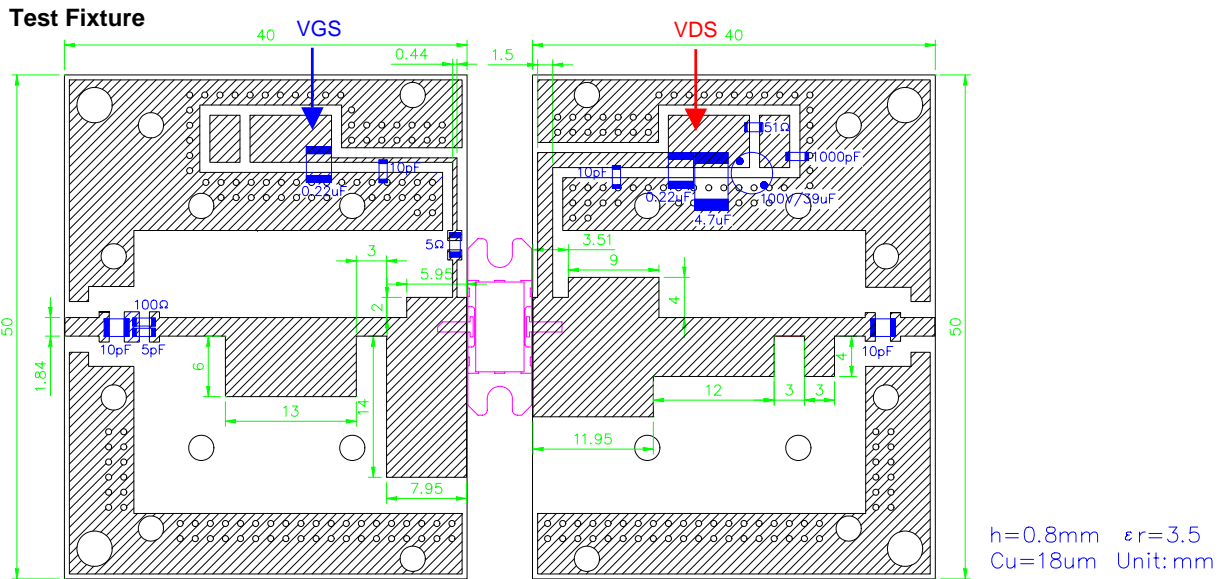 Test Fixture
VGS
VDS
40
0.44
1.5
40
51Ω
1000pF
10pF
10pF
0.22uF
0.22uF
4.7uF
100V/39uF
5Ω
3
5.95
2
3.51
9
4
50
50
100Ω
10pF
5pF
10pF
1.84
6
13
14
7.95
12
3
3
4
11.95
h=0.8mm εr=3.5
Cu=18um Unit:mm